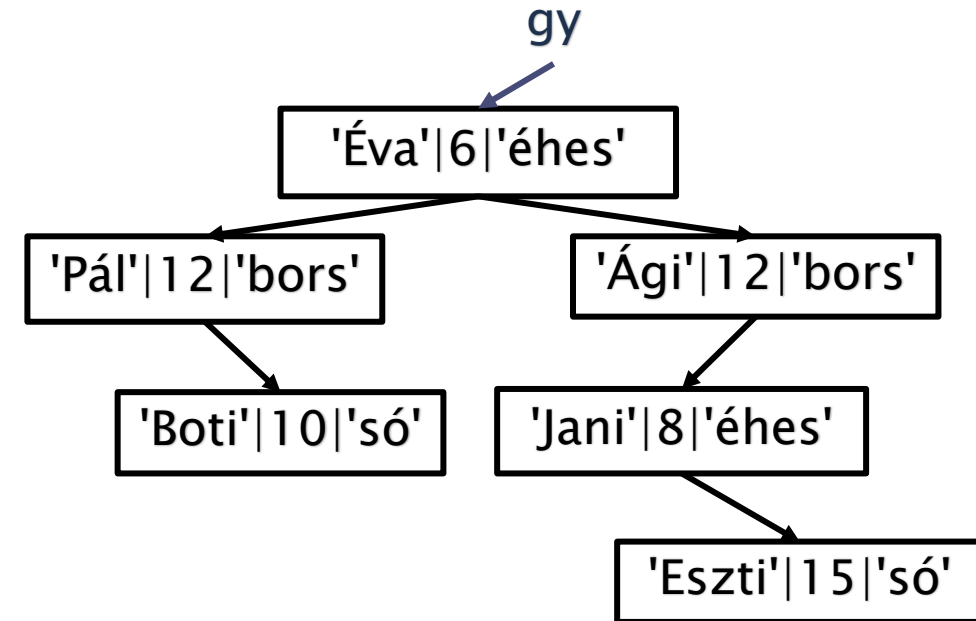 gy
'Éva'|6|'éhes'
'Pál'|12|'bors'
'Ági'|12|'bors'
'Boti'|10|'só'
'Jani'|8|'éhes'
'Eszti'|15|'só'